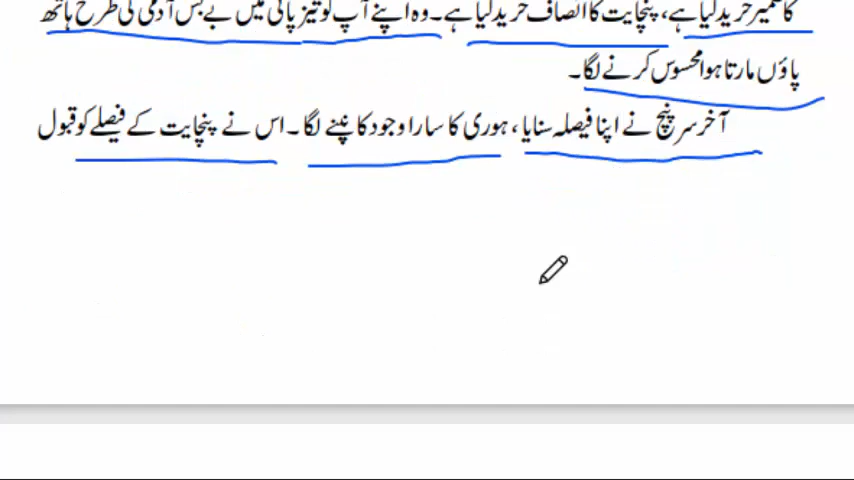 کا ضمیر خرید لیا ہے، پنچایت کا انصاف خرید لیا ہے۔ وہ اپنے آپ کو تیز پانی میں بے بس آدمی کی طرح ہاتھ
پاؤں مارتا ہوا محسوس کرنے لگا۔
آخر سرپنچ نے اپنا فیصلہ سنایا، ہوری کا سارا وجود کانپنے لگا۔ اس نے پنچایت کے فیصلے کو قبول